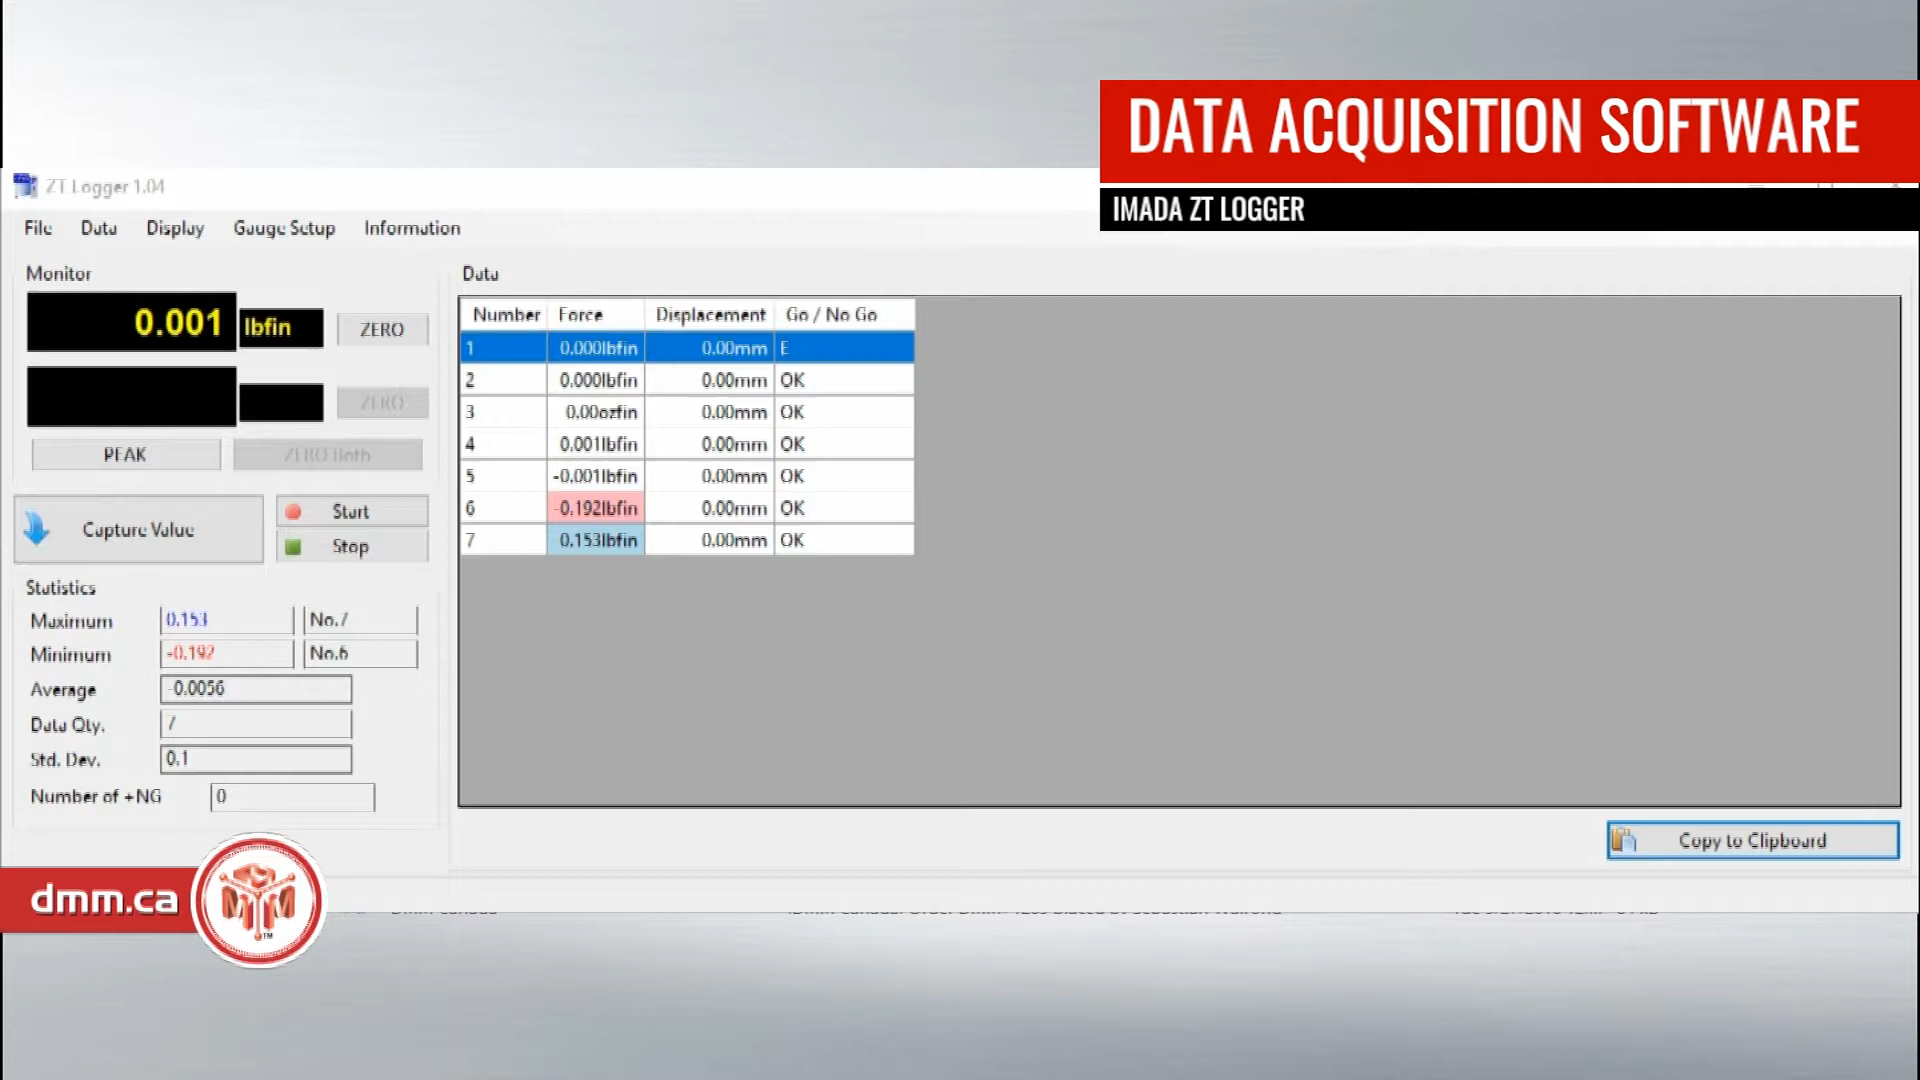 DATA ACQUISITION SOFTWARE
IMADA ZT LOGGER
ZT Logger 1.04
File Data Display Gauge Setup Information
Monitor
0.001 lbfin ZERO
ZERO
PEAK ZERO Both
Capture Value
Start
Stop
Statistics
Maximum 0.153 No.7
Minimum -0.192 No.6
Average -0.0056
Data Qty. 7
Std. Dev. 0.1
Number of +NG 0
Data
Number Force Displacement Go / No Go
1 0.000lbfin 0.00mm E
2 0.000lbfin 0.00mm OK
3 0.00ozfin 0.00mm OK
4 0.001lbfin 0.00mm OK
5 -0.001lbfin 0.00mm OK
6 -0.192lbfin 0.00mm OK
7 0.153lbfin 0.00mm OK
Copy to Clipboard
dmm.ca
MTM
TM